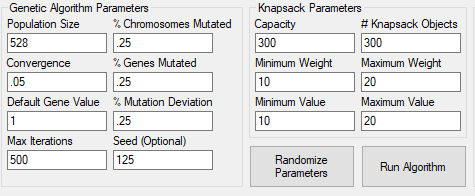 Genetic Algorithm Parameters
Population Size % Chromosomes Mutated
528 .25
Convergence % Genes Mutated
.05 .25
Default Gene Value % Mutation Deviation
1 .25
Max Iterations Seed (Optional)
500 125
Knapsack Parameters
Capacity # Knapsack Objects
300 300
Minimum Weight Maximum Weight
10 20
Minimum Value Maximum Value
10 20
Randomize
Parameters
Run Algorithm